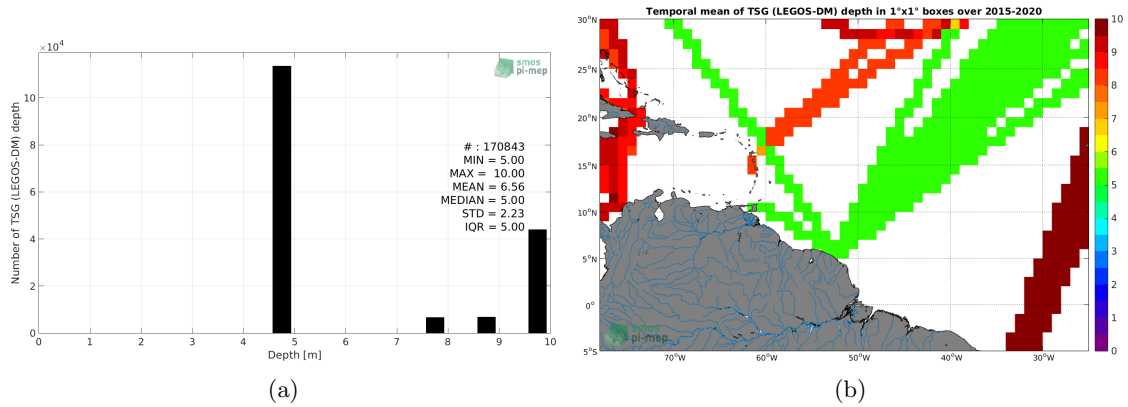 ×10⁴
10
8
6
4
2
0
Number of TSG (LEGOS-DM) depth
0 1 2 3 4 5 6 7 8 9 10
Depth [m]
smos
pi-mep
# : 170843
MIN = 5.00
MAX = 10.00
MEAN = 6.56
MEDIAN = 5.00
STD = 2.23
IQR = 5.00
(a)
Temporal mean of TSG (LEGOS-DM) depth in 1°x1° boxes over 2015-2020
30°N
25°N
20°N
15°N
10°N
5°N
0°
5°S
70°W 60°W 50°W 40°W 30°W
smos
pi-mep
10
9
8
7
6
5
4
3
2
1
0
(b)